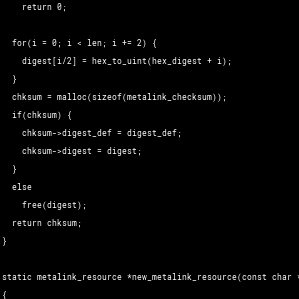 return 0;
for(i = 0; i < len; i += 2) {
digest[i/2] = hex_to_uint(hex_digest + i);
}
chksum = malloc(sizeof(metalink_checksum));
if(chksum) {
chksum->digest_def = digest_def;
chksum->digest = digest;
}
else
free(digest);
return chksum;
}
static metalink_resource *new_metalink_resource(const char *
{